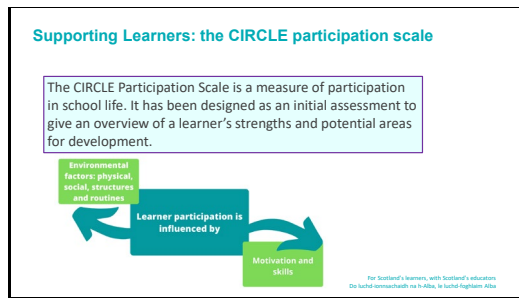 Supporting Learners: the CIRCLE participation scale
The CIRCLE Participation Scale is a measure of participation
in school life. It has been designed as an initial assessment to
give an overview of a learner's strengths and potential areas
for development.
Environmental
factors: physical,
social, structures
and routines
Learner participation is
influenced by
Motivation and
skills
For Scotland's learners, with Scotland's educators
Do luchd-ionnsachaidh na h-Alba, le luchd-foghlaim Alba